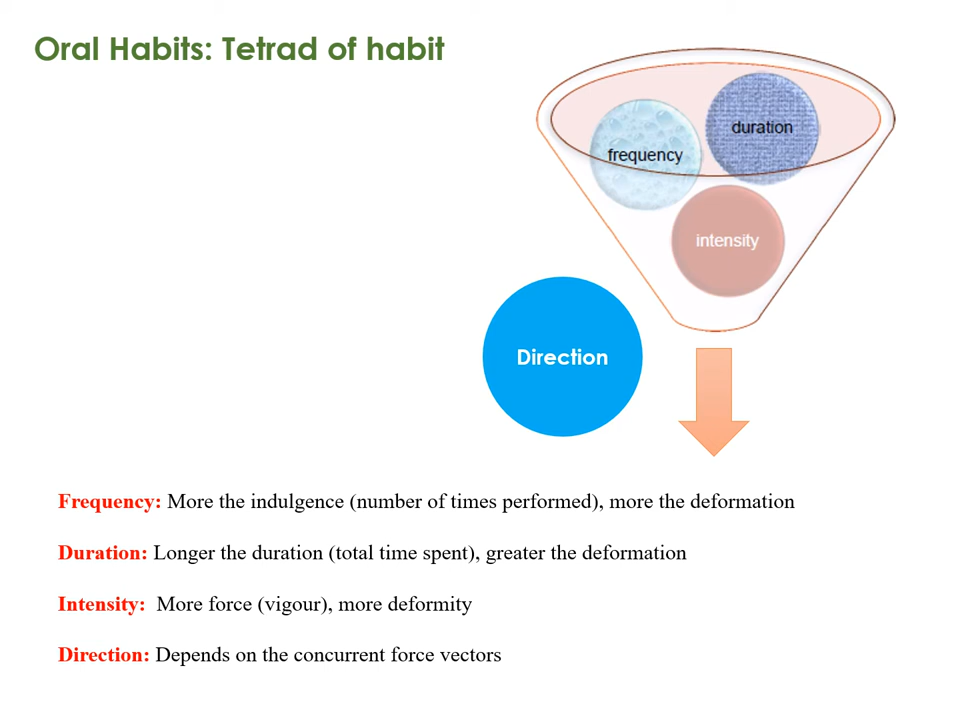 Oral Habits: Tetrad of habit
duration
frequency
intensity
Direction
Frequency: More the indulgence (number of times performed), more the deformation
Duration: Longer the duration (total time spent), greater the deformation
Intensity: More force (vigour), more deformity
Direction: Depends on the concurrent force vectors